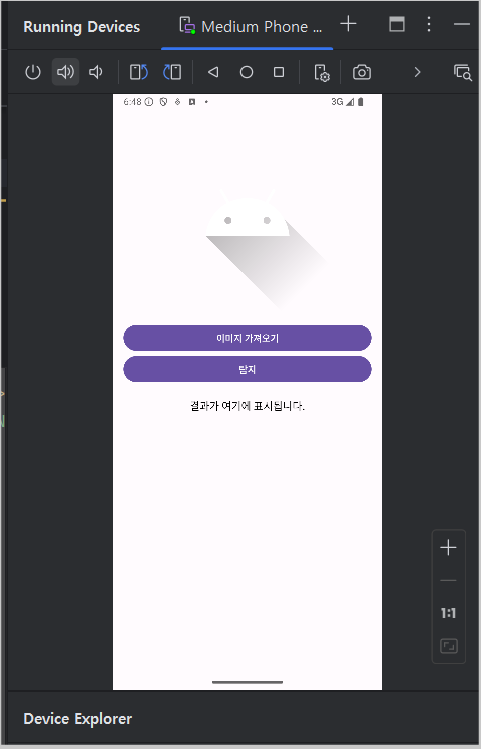 Running Devices
Medium Phone ...
6:48
3G
이미지 가져오기
탐지
결과가 여기에 표시됩니다.
1:1
Device Explorer